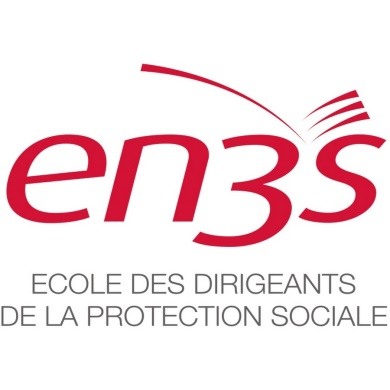 en3s
ECOLE DES DIRIGEANTS
DE LA PROTECTION SOCIALE